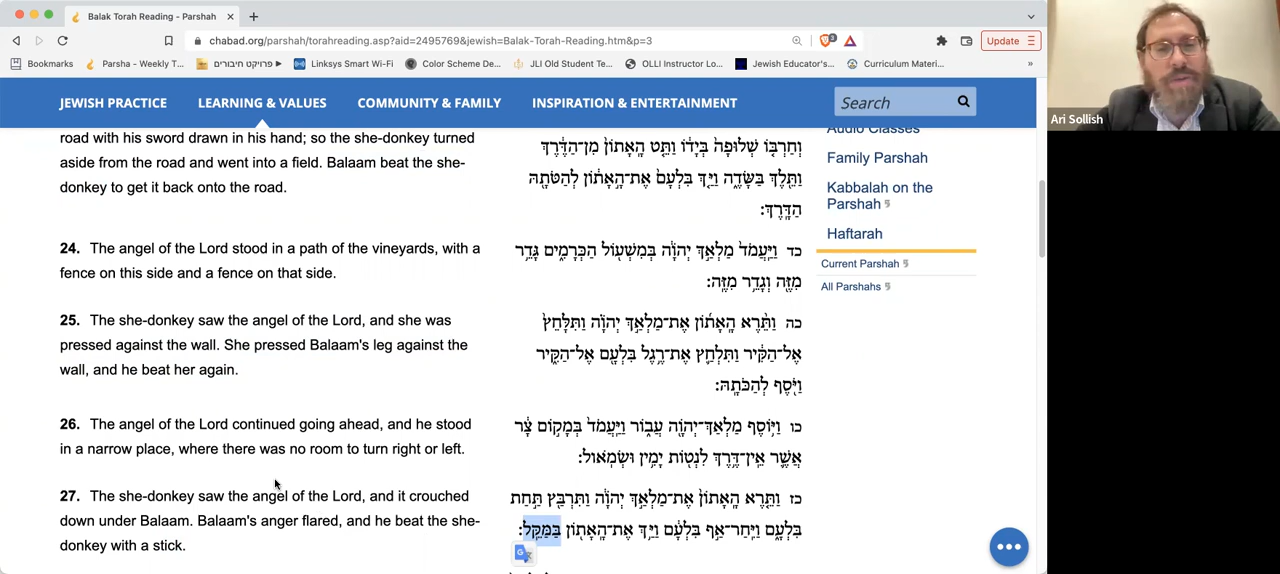 Balak Torah Reading - Parshah
chabad.org/parshah/torahreading.asp?aid=2495769&jewish=Balak-Torah-Reading.htm&p=3
3
Update
Bookmarks
Parsha - Weekly T...
פרוייקט חיבורים
Linksys Smart Wi-Fi
Color Scheme De...
JLI Old Student Te...
OLLI Instructor Lo...
Jewish Educator's...
Curriculum Materi...
»
JEWISH PRACTICE
LEARNING & VALUES
COMMUNITY & FAMILY
INSPIRATION & ENTERTAINMENT
Search
Ari Sollish
road with his sword drawn in his hand; so the she-donkey turned
aside from the road and went into a field. Balaam beat the she-
donkey to get it back onto the road.
וְחַרְבּ֤וֹ שְׁלוּפָה֙ בְּיָד֔וֹ וַתֵּ֤ט הָֽאָתוֹן֙ מִן־הַדֶּ֔רֶךְ
וַתֵּ֖לֶךְ בַּשָּׂדֶ֑ה וַיַּ֤ךְ בִּלְעָם֙ אֶת־הָ֣אָת֔וֹן לְהַטֹּתָ֖הּ
הַדָּֽרֶךְ:
24. The angel of the Lord stood in a path of the vineyards, with a
fence on this side and a fence on that side.
כד וַיַּֽעֲמֹד֙ מַלְאַ֣ךְ יְהֹוָ֔ה בְּמִשְׁע֖וֹל הַכְּרָמִ֑ים גָּדֵ֥ר
מִזֶּ֖ה וְגָדֵ֥ר מִזֶּֽה:
25. The she-donkey saw the angel of the Lord, and she was
pressed against the wall. She pressed Balaam's leg against the
wall, and he beat her again.
כה וַתֵּ֨רֶא הָֽאָת֜וֹן אֶת־מַלְאַ֣ךְ יְהֹוָ֗ה וַתִּלָּחֵץ֙
אֶל־הַקִּ֔יר וַתִּלְחַ֛ץ אֶת־רֶ֥גֶל בִּלְעָ֖ם אֶל־הַקִּ֑יר
וַיֹּ֖סֶף לְהַכֹּתָֽהּ:
26. The angel of the Lord continued going ahead, and he stood
in a narrow place, where there was no room to turn right or left.
כו וַיּ֥וֹסֶף מַלְאַךְ־יְהֹוָ֖ה עֲב֑וֹר וַֽיַּעֲמֹד֙ בְּמָק֣וֹם צָ֔ר
אֲשֶׁ֛ר אֵֽין־דֶּ֥רֶךְ לִנְט֖וֹת יָמִ֥ין וּשְׂמֹֽאול:
27. The she-donkey saw the angel of the Lord, and it crouched
down under Balaam. Balaam's anger flared, and he beat the she-
donkey with a stick.
כז וַתֵּ֤רֶא הָֽאָתוֹן֙ אֶת־מַלְאַ֣ךְ יְהֹוָ֔ה וַתִּרְבַּ֖ץ תַּ֣חַת
בִּלְעָ֑ם וַיִּֽחַר־אַ֣ף בִּלְעָ֔ם וַיַּ֥ךְ אֶת־הָֽאָת֖וֹן בַּמַּקֵּֽל:
Audio Classes
Family Parshah
Kabbalah on the
Parshah
Haftarah
Current Parshah
All Parshahs